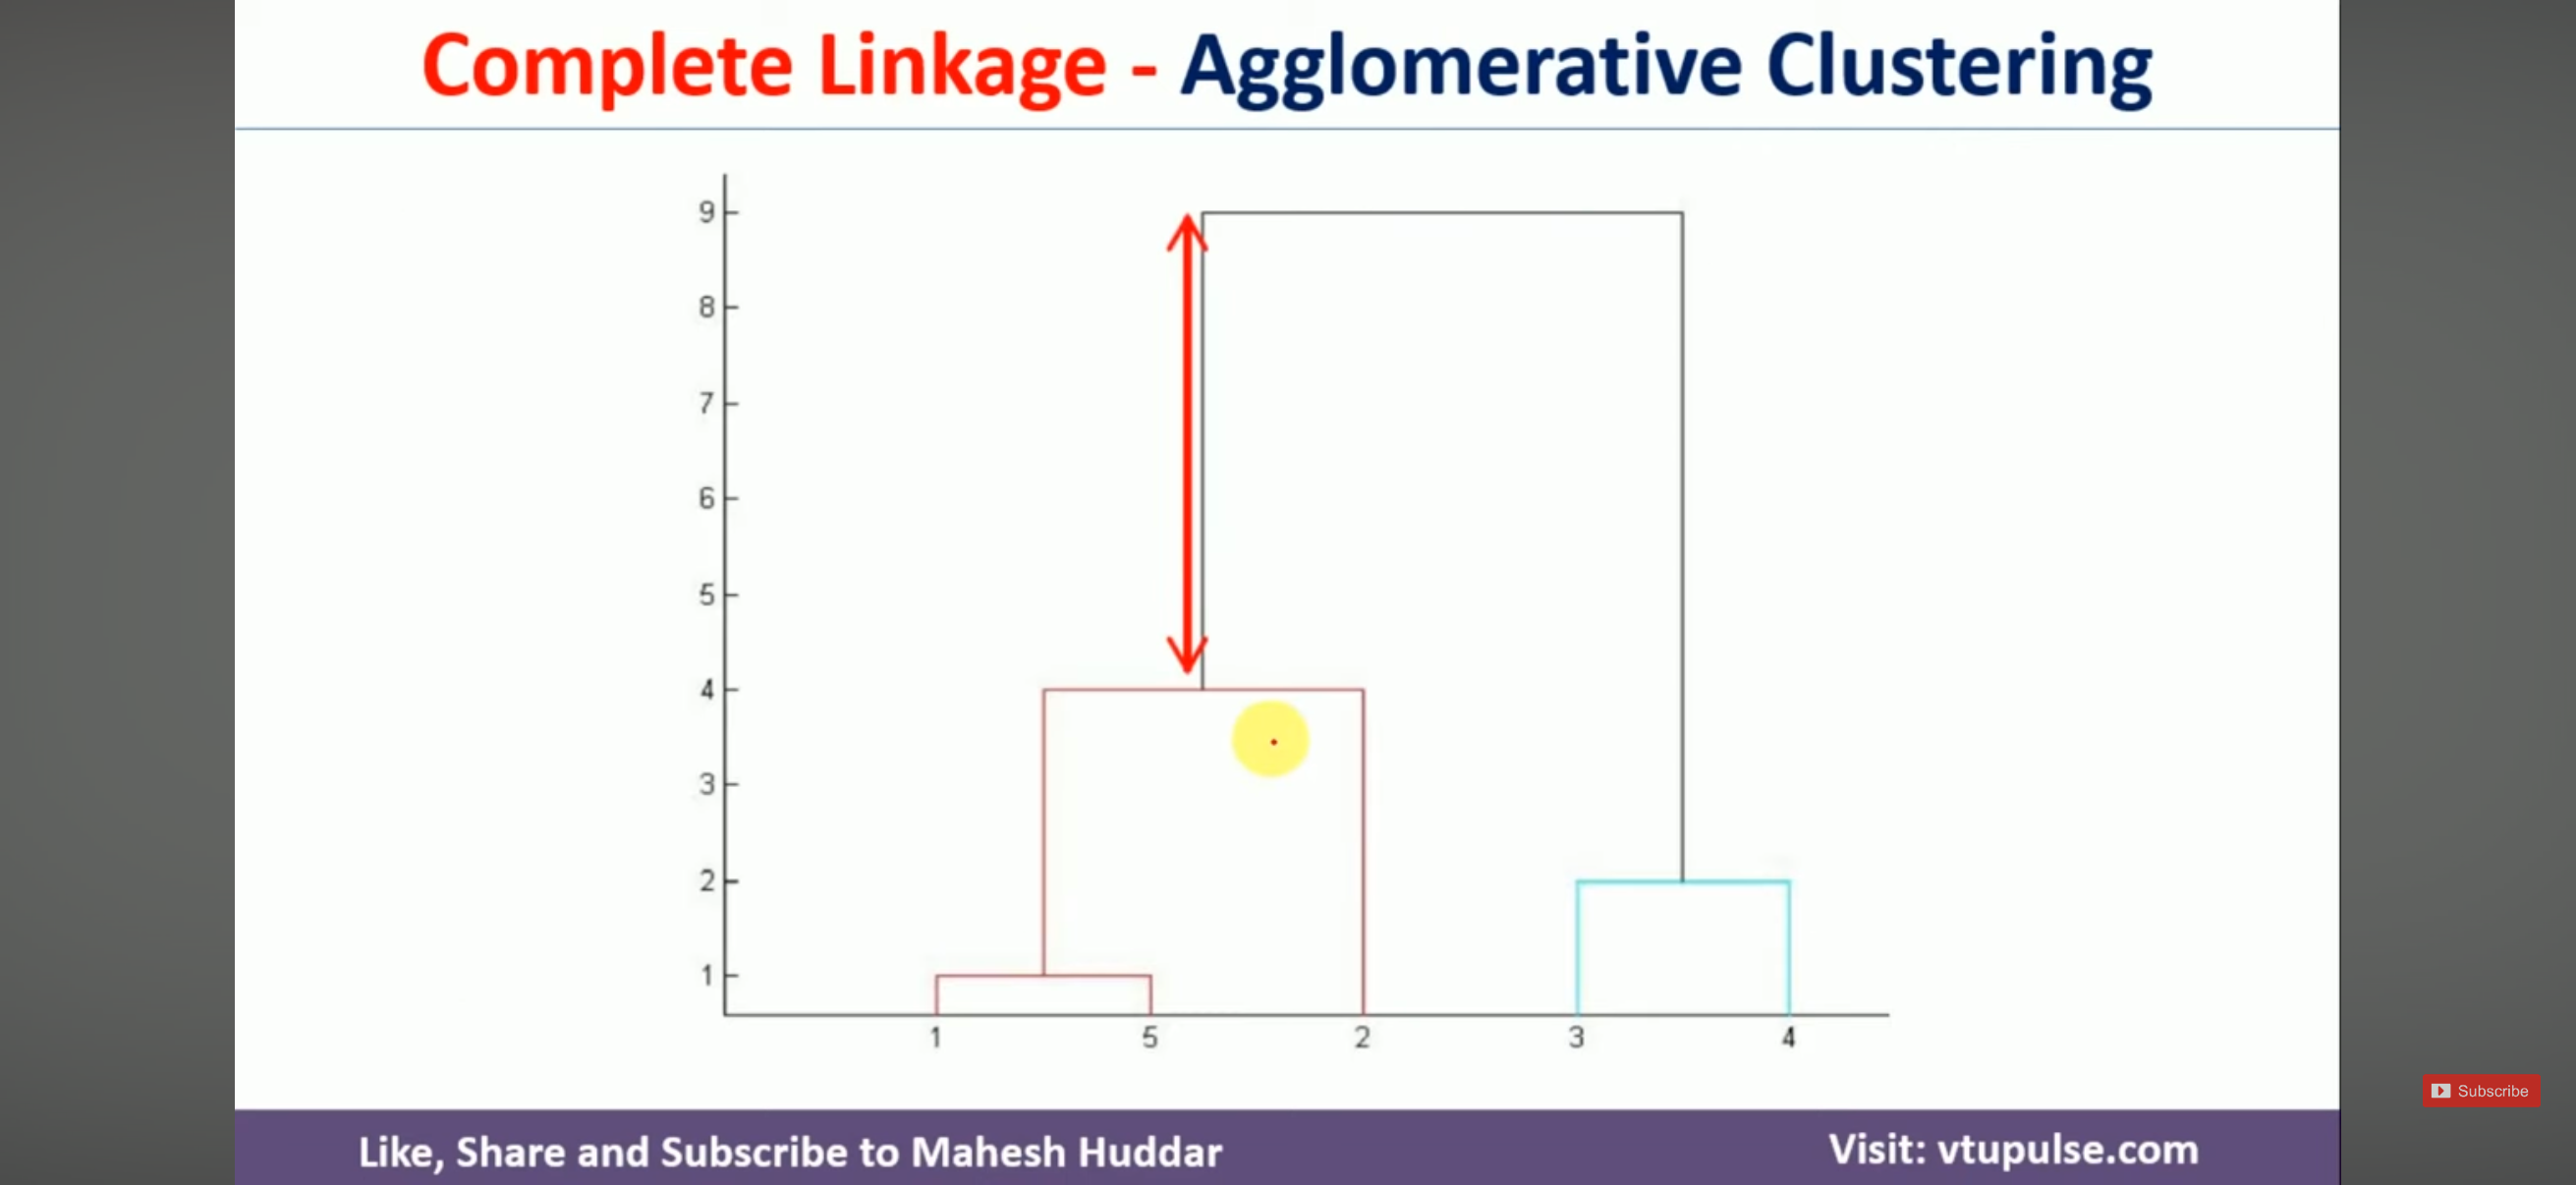 Complete Linkage - Agglomerative Clustering
9
8
7
6
5
4
3
2
1
1 5 2 3 4
Subscribe
Like, Share and Subscribe to Mahesh Huddar
Visit: vtupulse.com